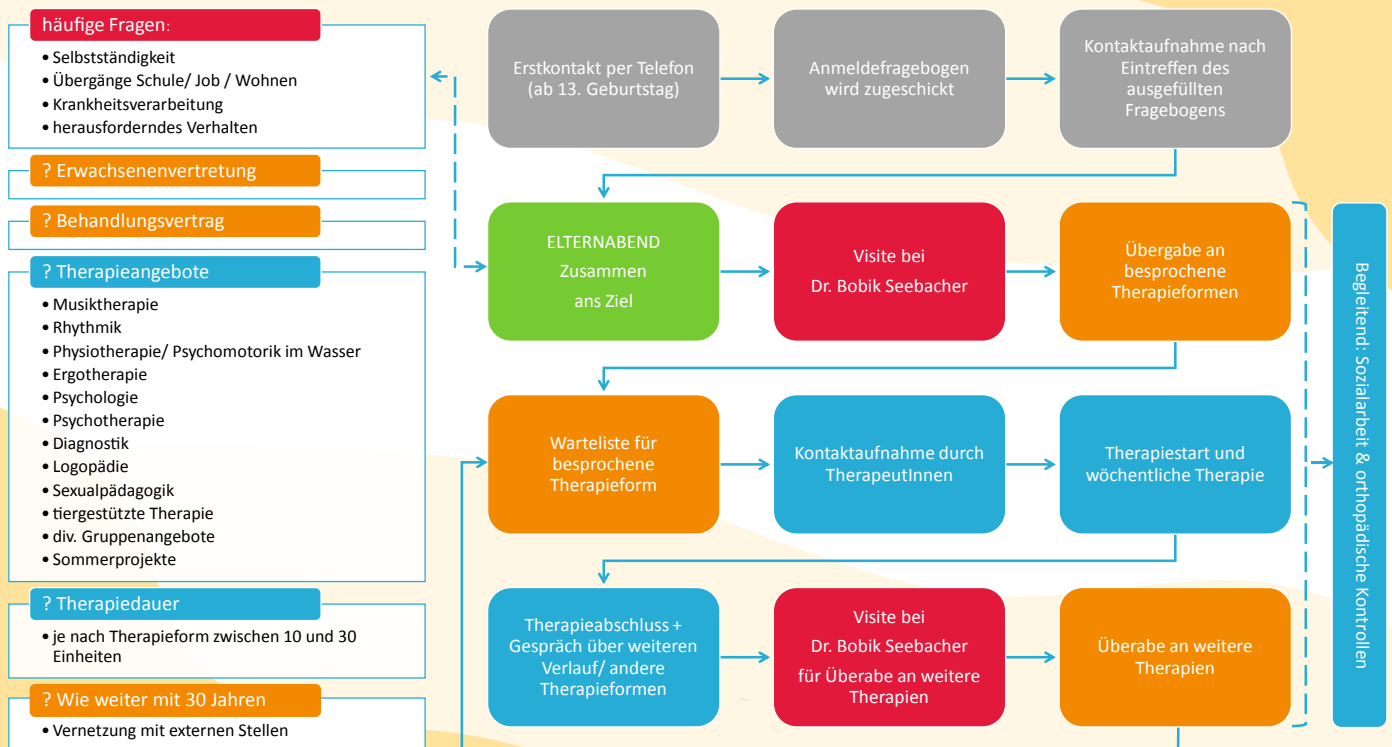 häufige Fragen:
• Selbstständigkeit
• Übergänge Schule/ Job / Wohnen
• Krankheitsverarbeitung
• herausforderndes Verhalten
? Erwachsenenvertretung
? Behandlungsvertrag
? Therapieangebote
• Musiktherapie
• Rhythmik
• Physiotherapie/ Psychomotorik im Wasser
• Ergotherapie
• Psychologie
• Psychotherapie
• Diagnostik
• Logopädie
• Sexualpädagogik
• tiergestützte Therapie
• div. Gruppenangebote
• Sommerprojekte
? Therapiedauer
• je nach Therapieform zwischen 10 und 30
Einheiten
? Wie weiter mit 30 Jahren
• Vernetzung mit externen Stellen
Erstkontakt per Telefon
(ab 13. Geburtstag)
Anmeldefragebogen
wird zugeschickt
Kontaktaufnahme nach
Eintreffen des
ausgefüllten
Fragebogens
ELTERNABEND
Zusammen
ans Ziel
Visite bei
Dr. Bobik Seebacher
Übergabe an
besprochene
Therapieformen
Warteliste für
besprochene
Therapieform
Kontaktaufnahme durch
TherapeutInnen
Therapiestart und
wöchentliche Therapie
Therapieabschluss +
Gespräch über weiteren
Verlauf/ andere
Therapieformen
Visite bei
Dr. Bobik Seebacher
für Überabe an weitere
Therapien
Überabe an weitere
Therapien
Begleitend: Sozialarbeit & orthopädische Kontrollen